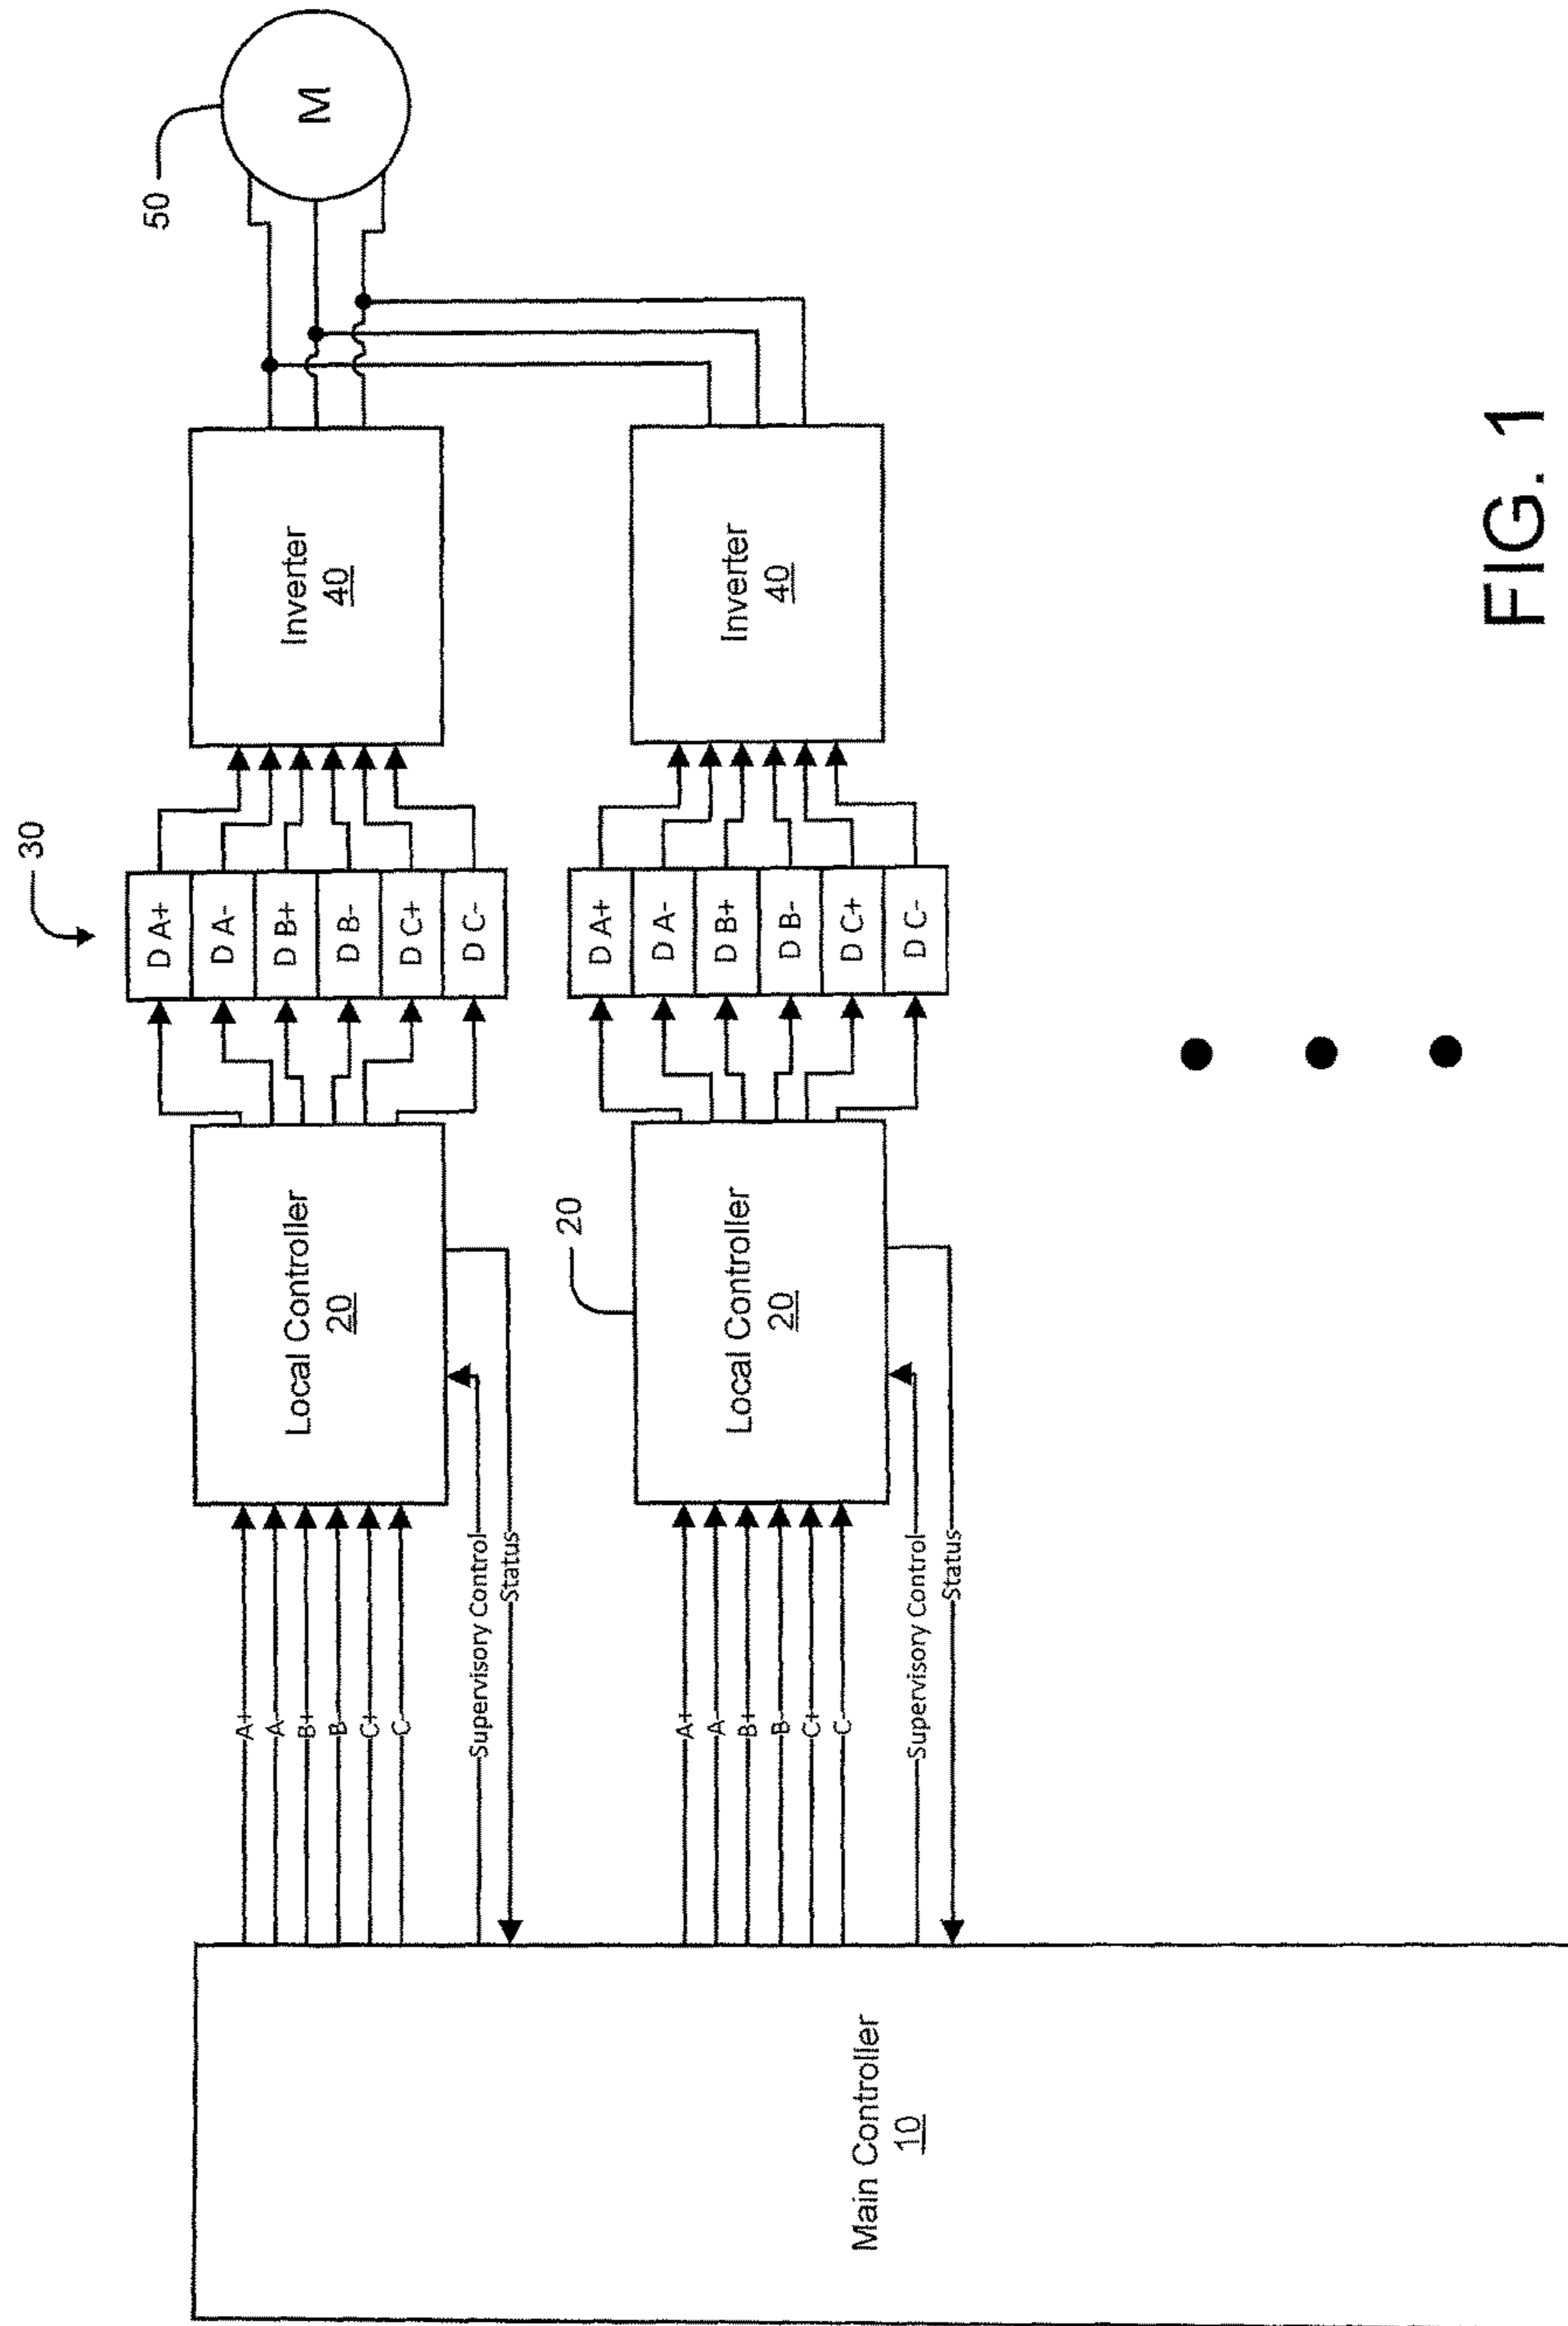 Main Controller
10
A+
A-
B+
B-
C+
C-
Supervisory Control
Status
Local Controller
20
30
D A+
D A-
D B+
D B-
D C+
D C-
Inverter
40
50
M
A+
A-
B+
B-
C+
C-
Supervisory Control
Status
20
Local Controller
20
D A+
D A-
D B+
D B-
D C+
D C-
Inverter
40
FIG. 1